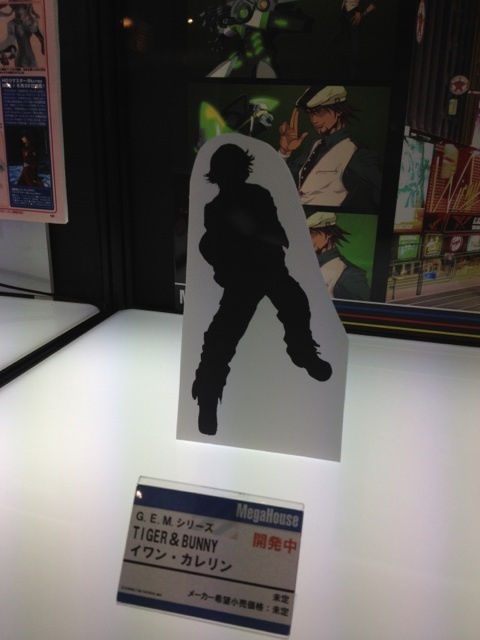 MegaHouse
G.E.M.シリーズ
TIGER & BUNNY
開発中
イワン・カレリン
未定
メーカー希望小売価格：未定